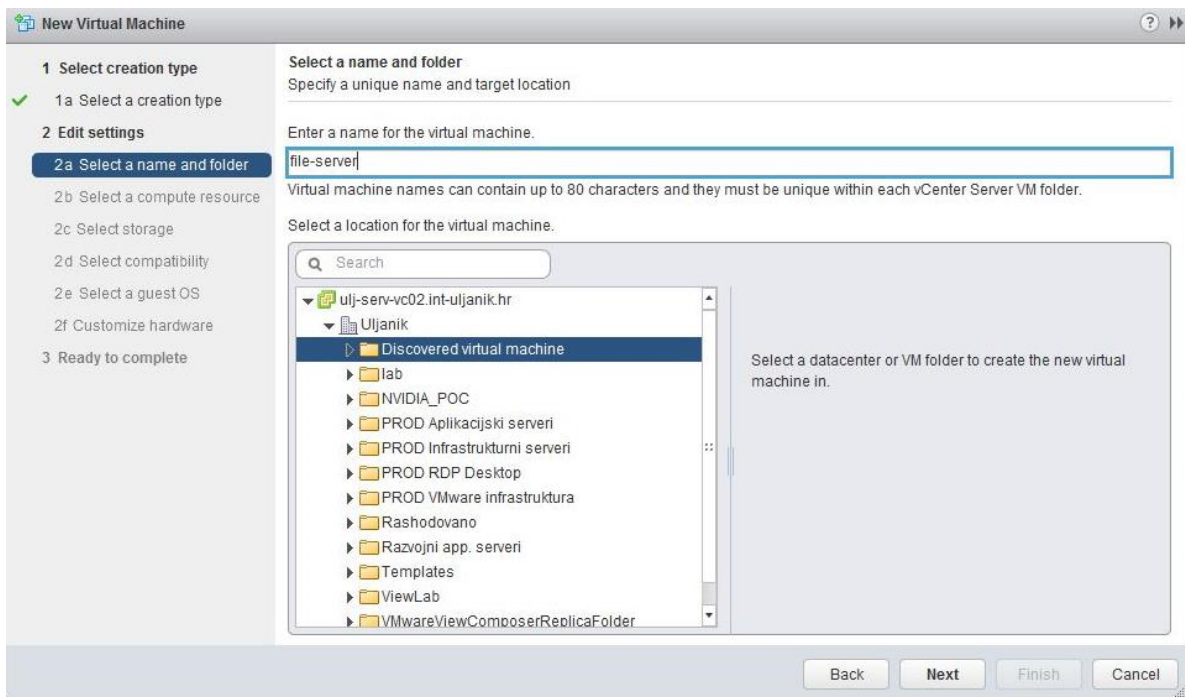 New Virtual Machine
?
1 Select creation type
1a Select a creation type
2 Edit settings
2a Select a name and folder
2b Select a compute resource
2c Select storage
2d Select compatibility
2e Select a guest OS
2f Customize hardware
3 Ready to complete
Select a name and folder
Specify a unique name and target location
Enter a name for the virtual machine.
file-server
Virtual machine names can contain up to 80 characters and they must be unique within each vCenter Server VM folder.
Select a location for the virtual machine.
Search
ulj-serv-vc02.int-uljanik.hr
Uljanik
Discovered virtual machine
lab
NVIDIA_POC
PROD Aplikacijski serveri
PROD Infrastrukturni serveri
PROD RDP Desktop
PROD VMware infrastruktura
Rashodovano
Razvojni app. serveri
Templates
ViewLab
VMwareViewComposerReplicaFolder
Select a datacenter or VM folder to create the new virtual
machine in.
Back
Next
Finish
Cancel